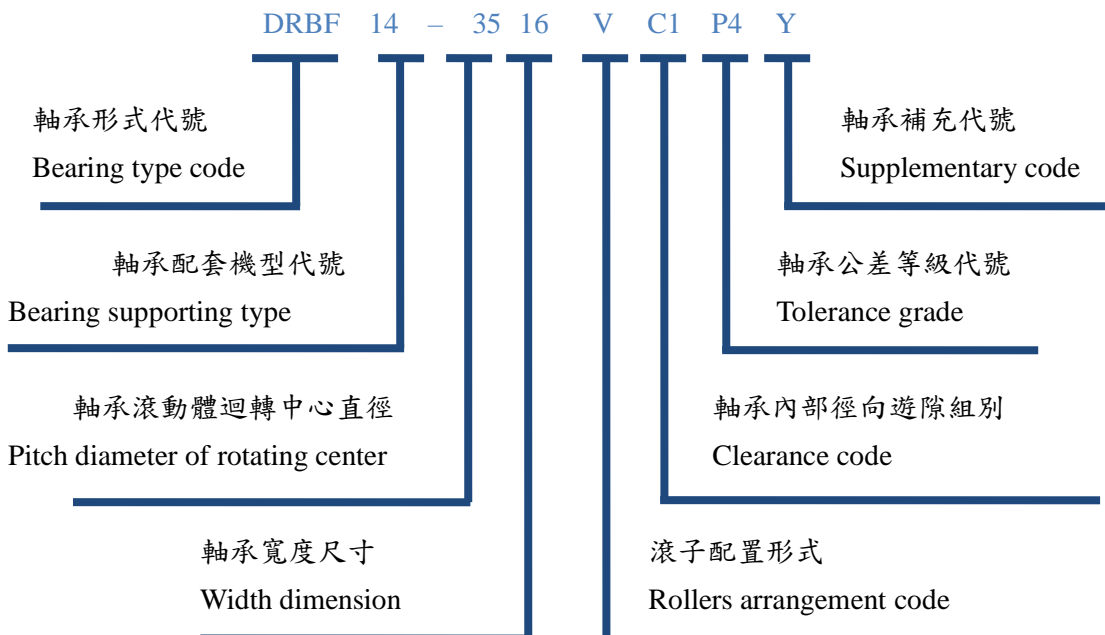 DRBF 14 – 35 16 V C1 P4 Y
軸承形式代號
Bearing type code
軸承補充代號
Supplementary code
軸承配套機型代號
Bearing supporting type
軸承公差等級代號
Tolerance grade
軸承滾動體迴轉中心直徑
Pitch diameter of rotating center
軸承內部徑向遊隙組別
Clearance code
軸承寬度尺寸
Width dimension
滾子配置形式
Rollers arrangement code